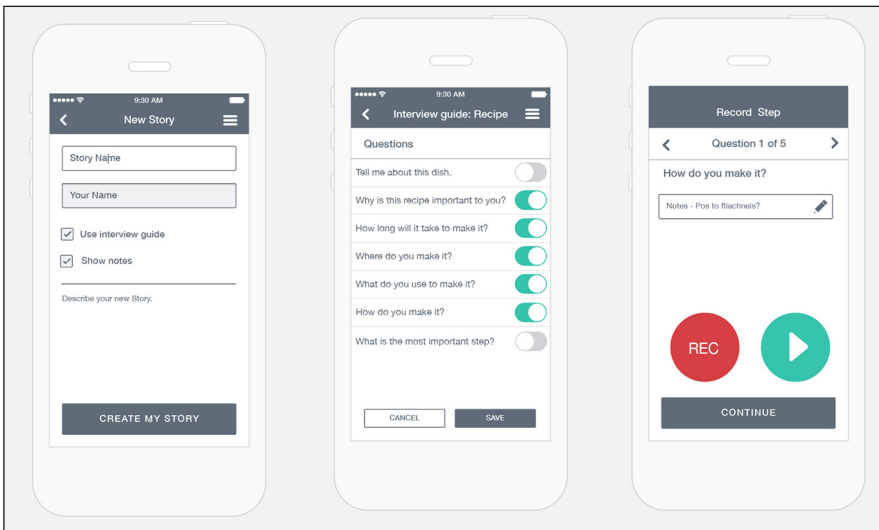 9:30 AM
New Story
Story Name
Your Name
Use interview guide
Show notes
Describe your new Story.
CREATE MY STORY
9:30 AM
Interview guide: Recipe
Questions
Tell me about this dish.
Why is this recipe important to you?
How long will it take to make it?
Where do you make it?
What do you use to make it?
How do you make it?
What is the most important step?
CANCEL
SAVE
Record Step
Question 1 of 5
How do you make it?
Notes - Pos to ftiachneis?
REC
CONTINUE